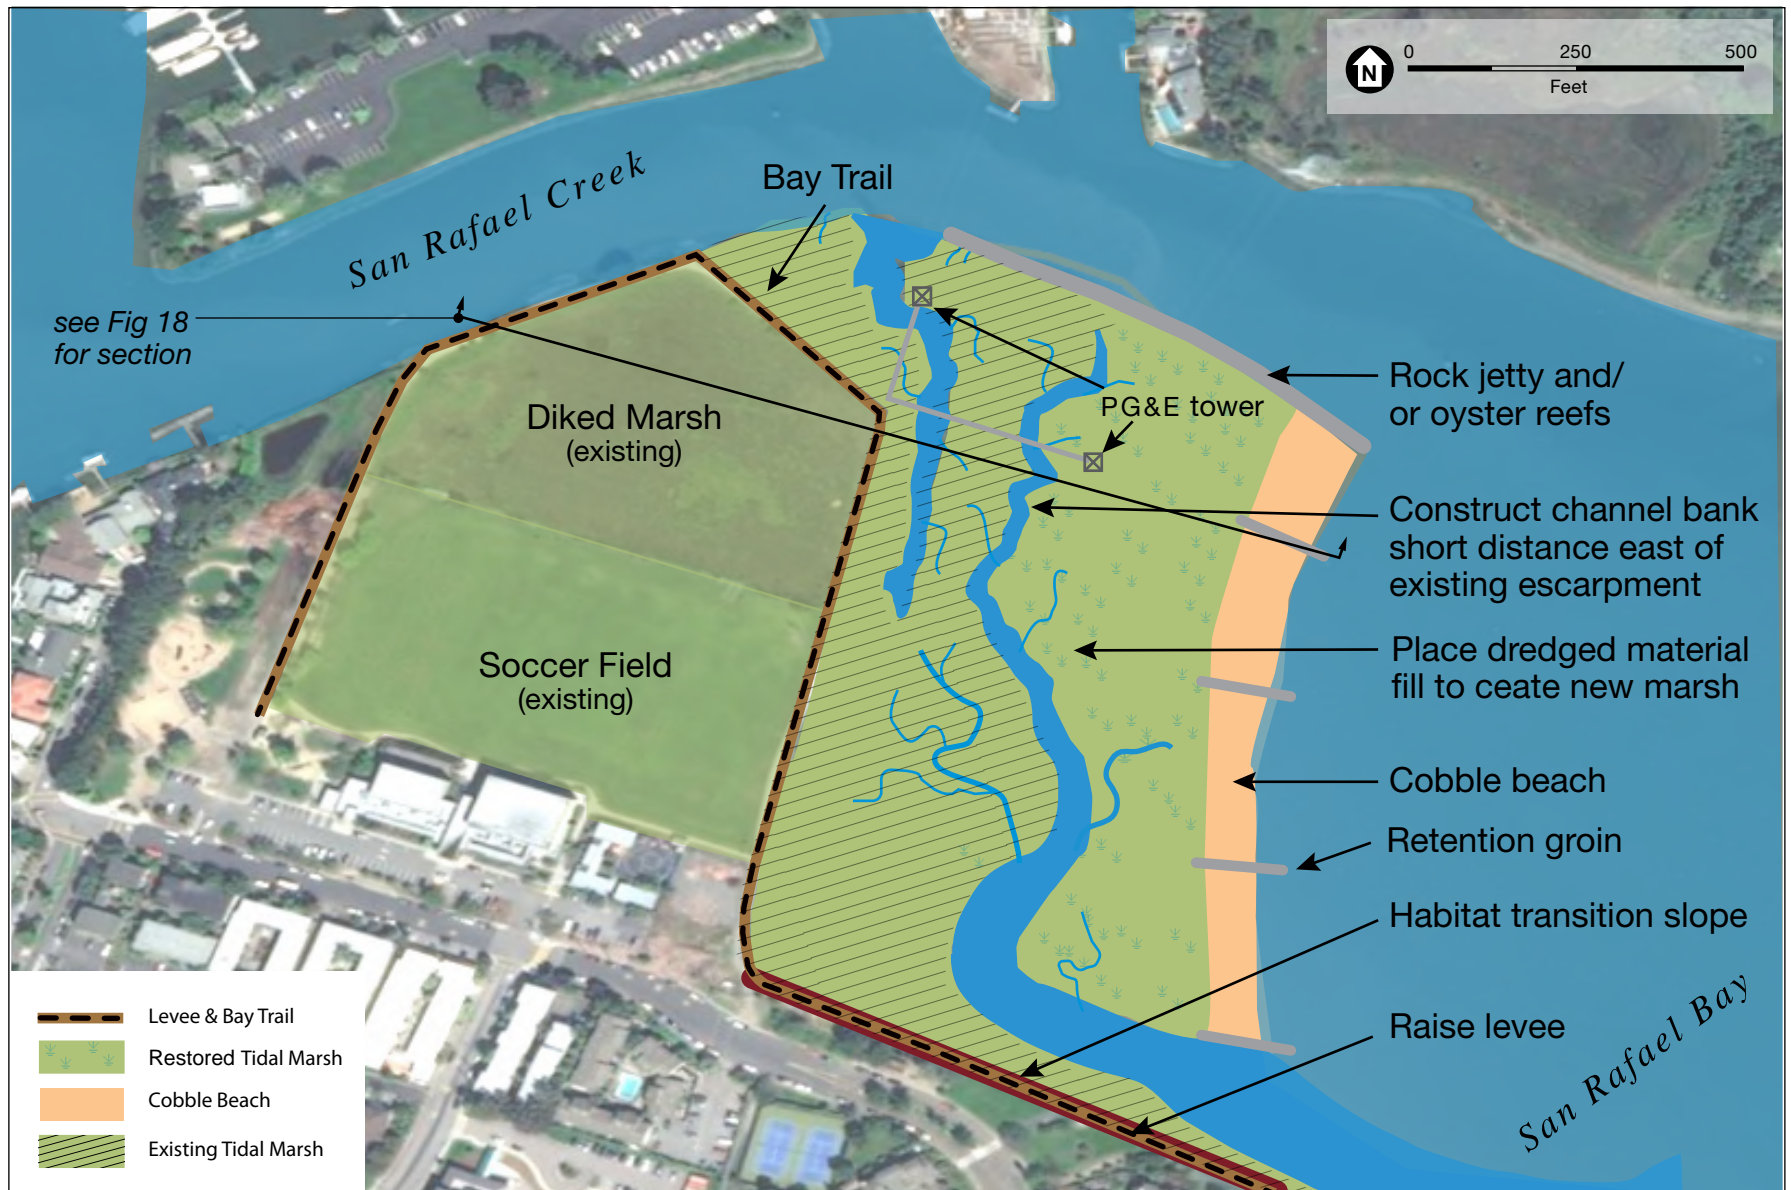 0 250 500
Feet
N
Bay Trail
San Rafael Creek
see Fig 18
for section
Rock jetty and/
or oyster reefs
PG&E tower
Diked Marsh
(existing)
Construct channel bank
short distance east of
existing escarpment
Place dredged material
fill to ceate new marsh
Soccer Field
(existing)
Cobble beach
Retention groin
Habitat transition slope
Raise levee
San Rafael Bay
Levee & Bay Trail
Restored Tidal Marsh
Cobble Beach
Existing Tidal Marsh